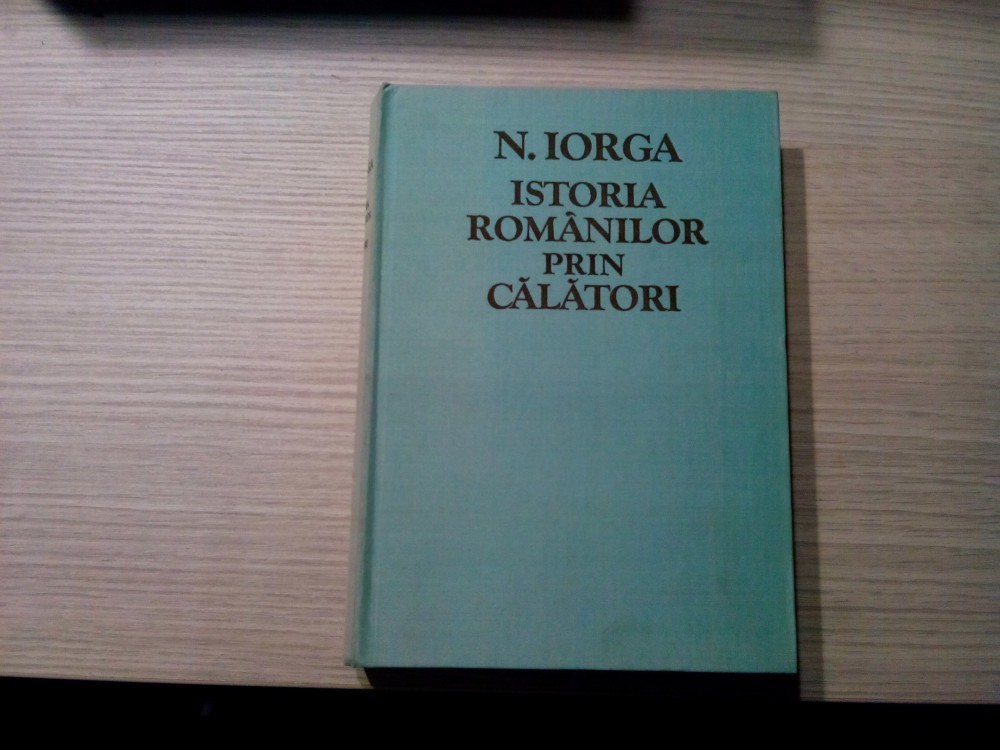 N. IORGA
ISTORIA
ROMÂNILOR
PRIN
CĂLĂTORI